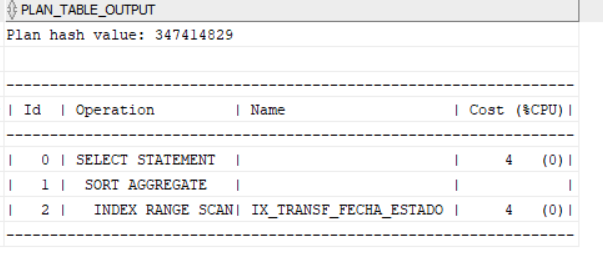 PLAN_TABLE_OUTPUT
Plan hash value: 347414829
---------------------------------------------------------------------
| Id  | Operation         | Name                   | Cost (%CPU)|
---------------------------------------------------------------------
|   0 | SELECT STATEMENT  |                        |     4   (0)|
|   1 |  SORT AGGREGATE   |                        |            |
|   2 |   INDEX RANGE SCAN| IX_TRANSF_FECHA_ESTADO |     4   (0)|
---------------------------------------------------------------------